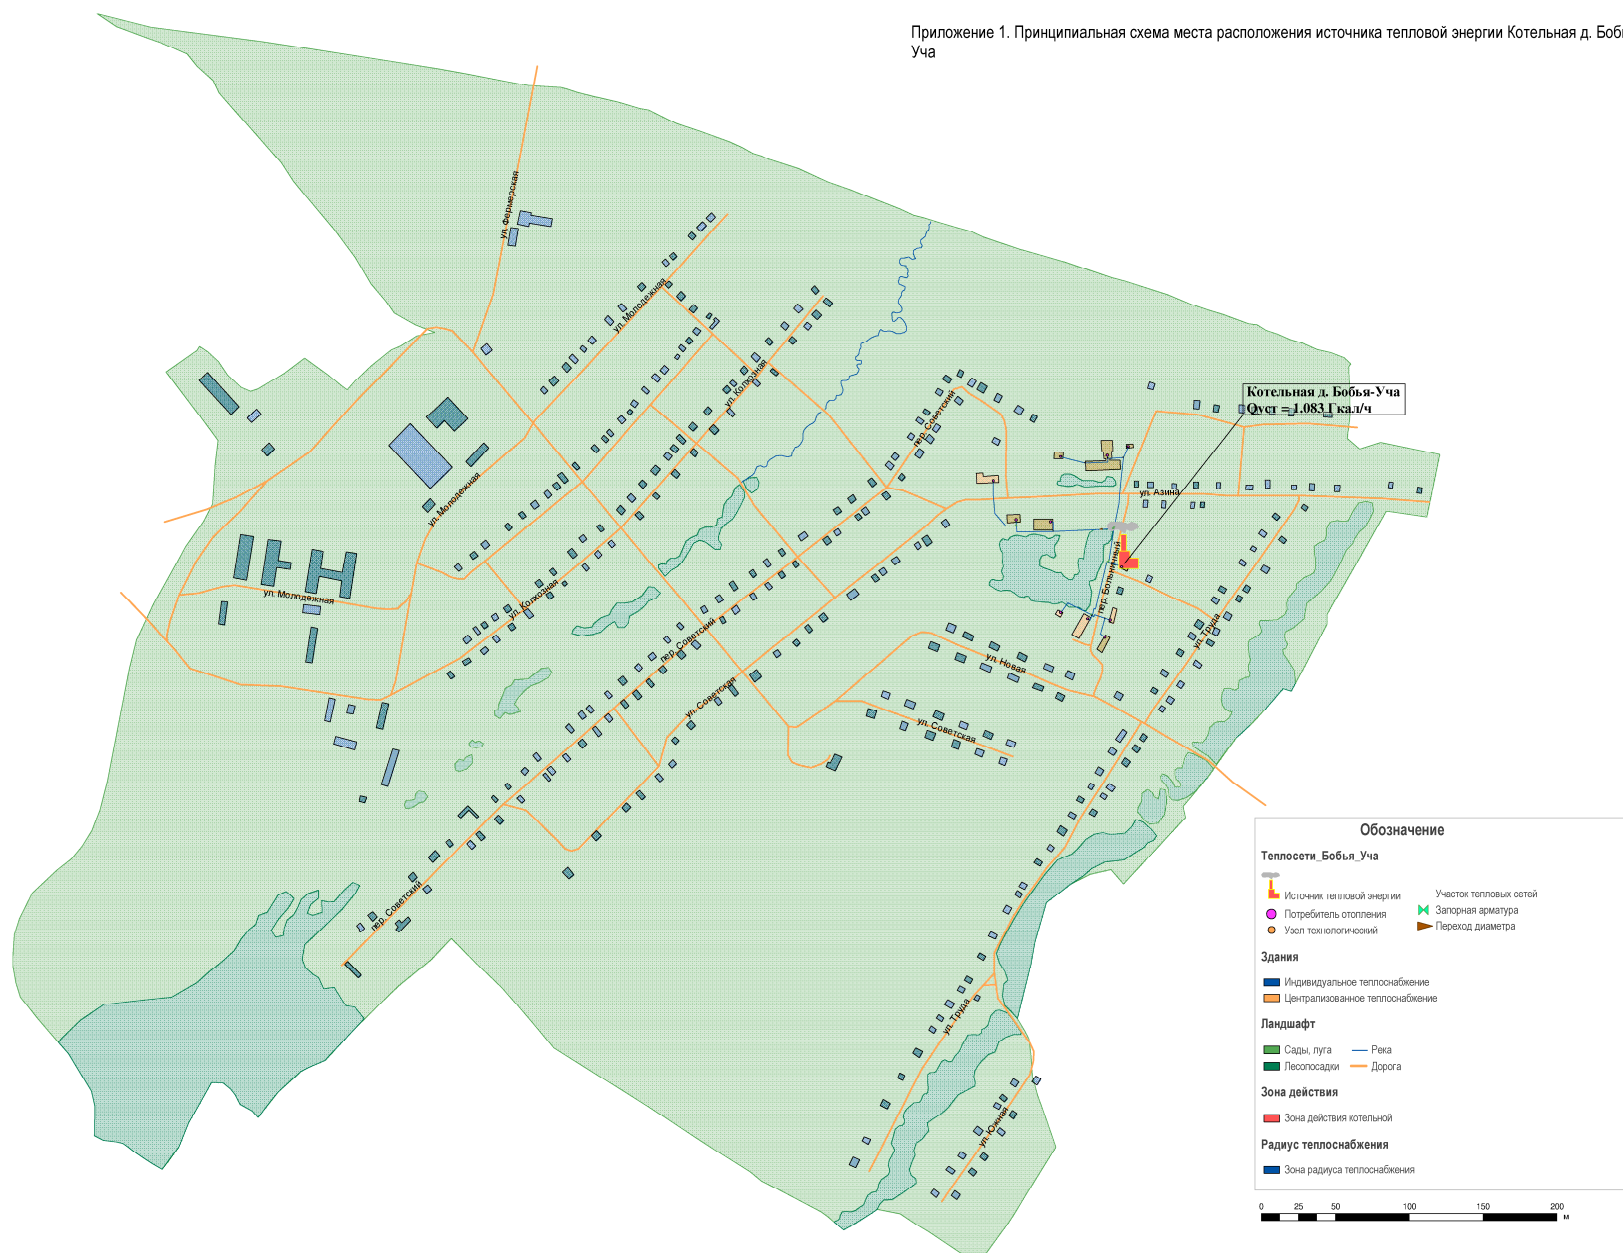 Приложение 1. Принципиальная схема места расположения источника тепловой энергии Котельная д. Боб
Уча
ул. Фермерская
ул. Молодежная
ул. Колхозная
пер. Советский
Котельная д. Бобья-Уча
Qуст = 1.083 Гкал/ч
ул. Молодежная
ул. Азина
пер. Больничный
ул. Молодежная
ул. Колхозная
пер. Советский
ул. Труда
ул. Новая
ул. Советская
ул. Советская
пер. Советский
ул. Труда
ул. Южная
Обозначение
Теплосети_Бобья_Уча
Источник тепловой энергии
Участок тепловых сетей
Потребитель отопления
Запорная арматура
Узел технологический
Переход диаметра
Здания
Индивидуальное теплоснабжение
Централизованное теплоснабжение
Ландшафт
Сады, луга
Река
Лесопосадки
Дорога
Зона действия
Зона действия котельной
Радиус теплоснабжения
Зона радиуса теплоснабжения
0 25 50 100 150 200
м